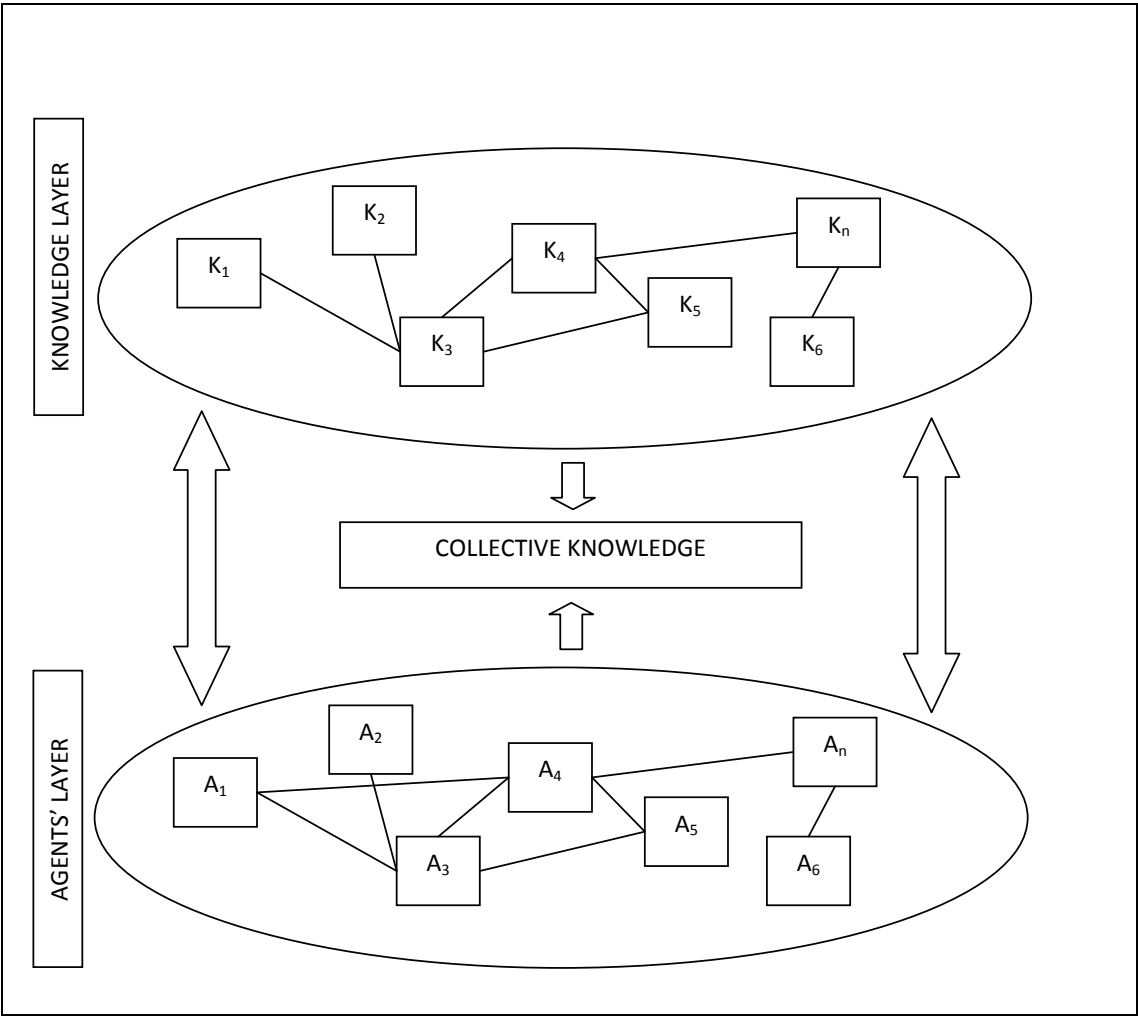 KNOWLEDGE LAYER
K₁
K₂
K₃
K₄
K₅
K₆
Kₙ
COLLECTIVE KNOWLEDGE
AGENTS' LAYER
A₁
A₂
A₃
A₄
A₅
A₆
Aₙ